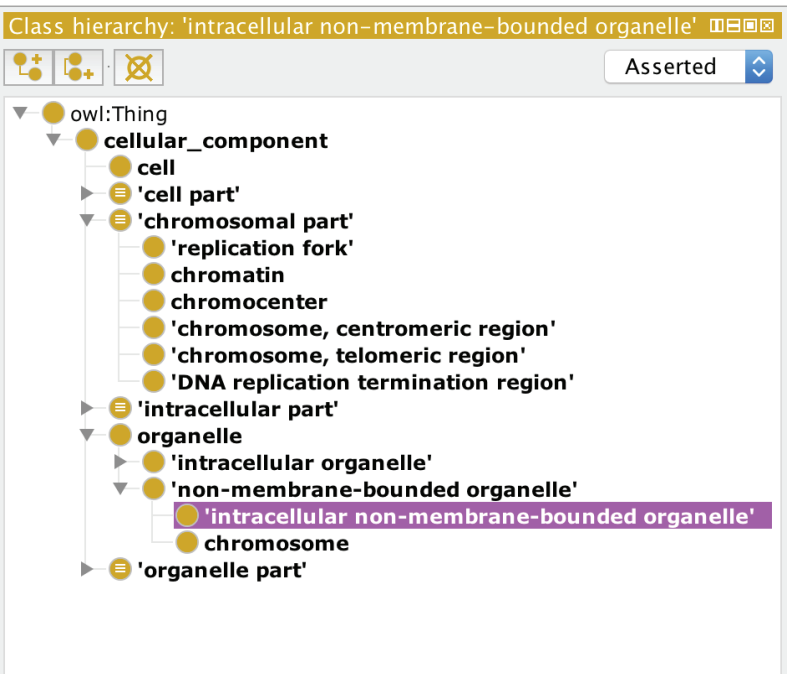 Class hierarchy: 'intracellular non-membrane-bounded organelle'
Asserted
owl:Thing
cellular_component
cell
'cell part'
'chromosomal part'
'replication fork'
chromatin
chromocenter
'chromosome, centromeric region'
'chromosome, telomeric region'
'DNA replication termination region'
'intracellular part'
organelle
'intracellular organelle'
'non-membrane-bounded organelle'
'intracellular non-membrane-bounded organelle'
chromosome
'organelle part'